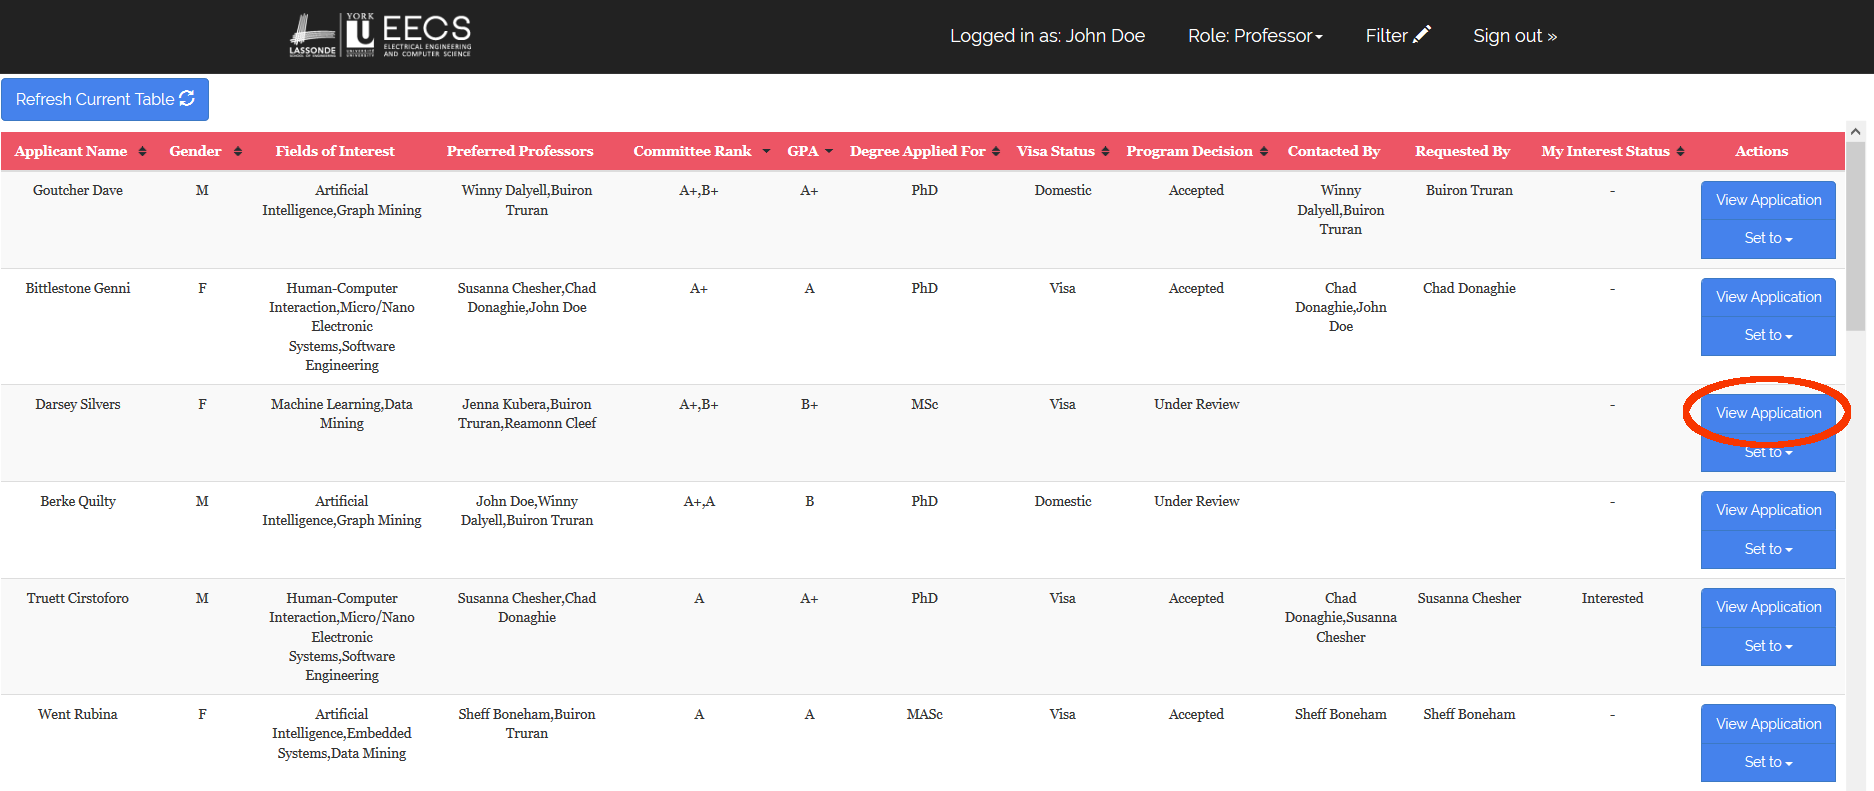 LASSONDE
SCHOOL OF ENGINEERING
YORK
U
UNIVERSITÉ
UNIVERSITY
EECS
ELECTRICAL ENGINEERING
AND COMPUTER SCIENCE
Logged in as: John Doe
Role: Professor
Filter
Sign out »
Refresh Current Table
Applicant Name Gender Fields of Interest Preferred Professors Committee Rank GPA Degree Applied For Visa Status Program Decision Contacted By Requested By My Interest Status Actions
Goutcher Dave M Artificial Winny Dalyell,Buiron A+,B+ A+ PhD Domestic Accepted Winny Buiron Truran - View Application
Intelligence,Graph Mining Truran Dalyell,Buiron
Truran
Set to
Bittlestone Genni F Human-Computer Susanna Chesher,Chad A+ A PhD Visa Accepted Chad Chad Donaghie - View Application
Interaction,Micro/Nano Donaghie,John Doe Donaghie,John
Electronic Doe
Set to
Systems,Software
Engineering
Darsey Silvers F Machine Learning,Data Jenna Kubera,Buiron A+,B+ B+ MSc Visa Under Review - View Application
Mining Truran,Reamonn Cleef
Set to
Berke Quilty M Artificial John Doe,Winny A+,A B PhD Domestic Under Review - View Application
Intelligence,Graph Mining Dalyell,Buiron Truran
Set to
Truett Cirstoforo M Human-Computer Susanna Chesher,Chad A A+ PhD Visa Accepted Chad Susanna Chesher Interested View Application
Interaction,Micro/Nano Donaghie Donaghie,Susanna
Electronic Chesher
Set to
Systems,Software
Engineering
Went Rubina F Artificial Sheff Boneham,Buiron A A MASc Visa Accepted Sheff Boneham Sheff Boneham - View Application
Intelligence,Embedded Truran
Systems,Data Mining
Set to